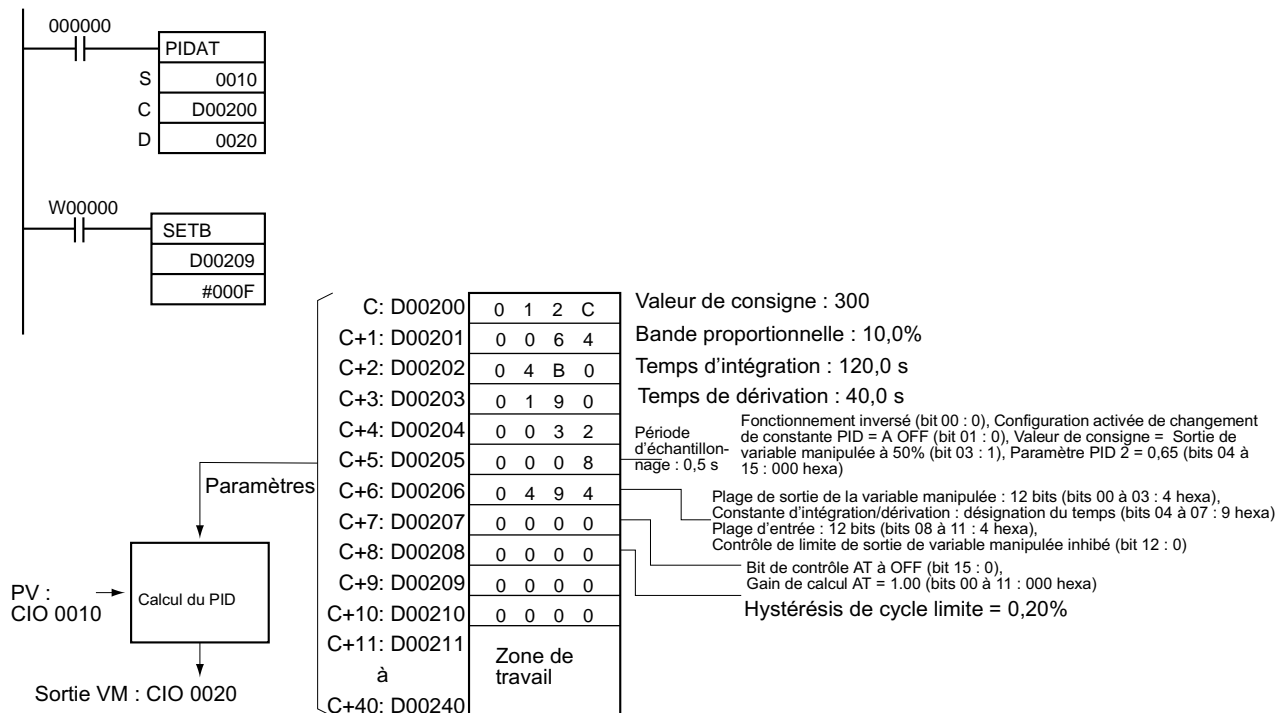 000000
PIDAT
S 0010
C D00200
D 0020
W00000
SETB
D00209
#000F
C: D00200 0 1 2 C Valeur de consigne : 300
C+1: D00201 0 0 6 4 Bande proportionnelle : 10,0%
C+2: D00202 0 4 B 0 Temps d’intégration : 120,0 s
C+3: D00203 0 1 9 0 Temps de dérivation : 40,0 s
C+4: D00204 0 0 3 2
Période
d'échantillon-
nage : 0,5 s
C+5: D00205 0 0 0 8
Fonctionnement inversé (bit 00 : 0), Configuration activée de changement
de constante PID = A OFF (bit 01 : 0), Valeur de consigne = Sortie de
variable manipulée à 50% (bit 03 : 1), Paramètre PID 2 = 0,65 (bits 04 à
15 : 000 hexa)
Paramètres
C+6: D00206 0 4 9 4
Plage de sortie de la variable manipulée : 12 bits (bits 00 à 03 : 4 hexa),
Constante d’intégration/dérivation : désignation du temps (bits 04 à 07 : 9 hexa)
Plage d’entrée : 12 bits (bits 08 à 11 : 4 hexa),
Contrôle de limite de sortie de variable manipulée inhibé (bit 12 : 0)
C+7: D00207 0 0 0 0
Bit de contrôle AT à OFF (bit 15 : 0),
Gain de calcul AT = 1.00 (bits 00 à 11 : 000 hexa)
C+8: D00208 0 0 0 0
Hystérésis de cycle limite = 0,20%
C+9: D00209 0 0 0 0
C+10: D00210 0 0 0 0
C+11: D00211
à
C+40: D00240
Zone de
travail
PV :
CIO 0010
Calcul du PID
Sortie VM : CIO 0020